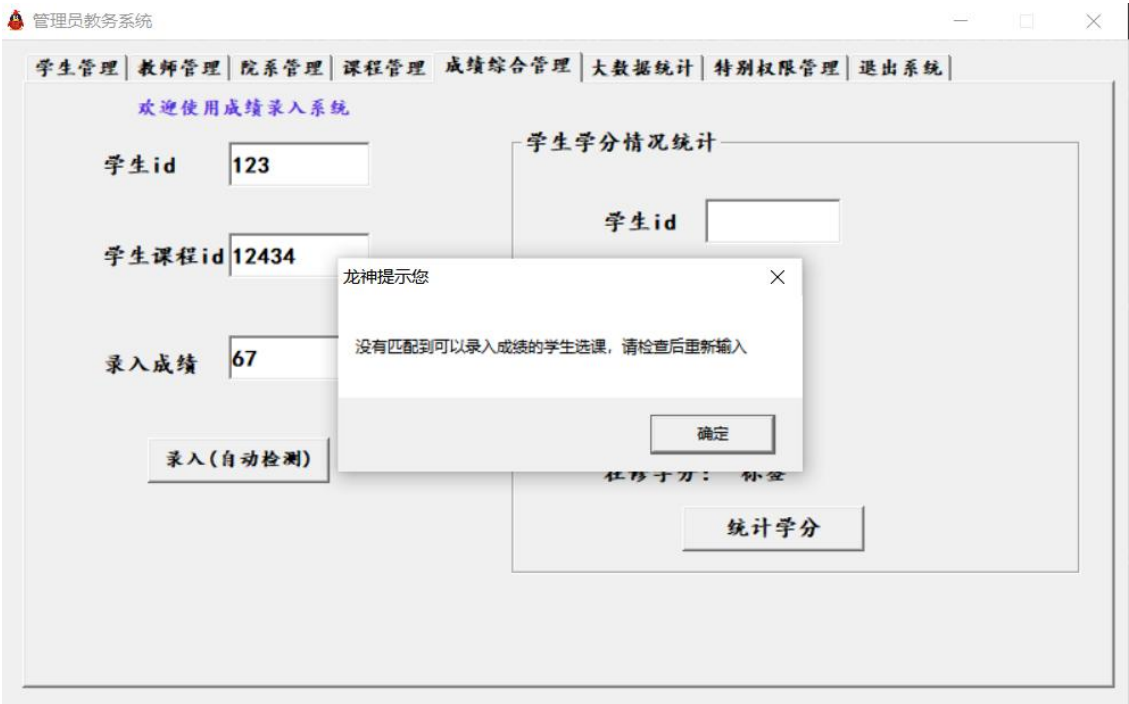 管理员教务系统
学生管理 教师管理 院系管理 课程管理 成绩综合管理 大数据统计 特别权限管理 退出系统
欢迎使用成绩录入系统
学生id 123
学生课程id 12434
录入成绩 67
录入(自动检测)
学生学分情况统计
学生id
龙神提示您
没有匹配到可以录入成绩的学生选课，请检查后重新输入
确定
在修学分： 标签
统计学分